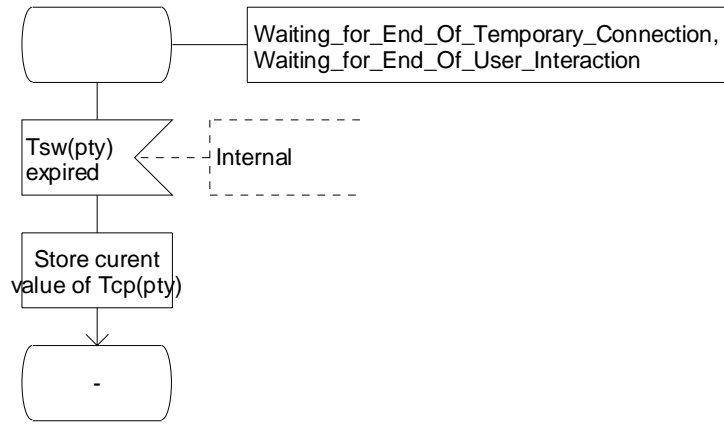 Waiting_for_End_Of_Temporary_Connection,
Waiting_for_End_Of_User_Interaction
Tsw(pty)
expired
Internal
Store curent
value of Tcp(pty)
-